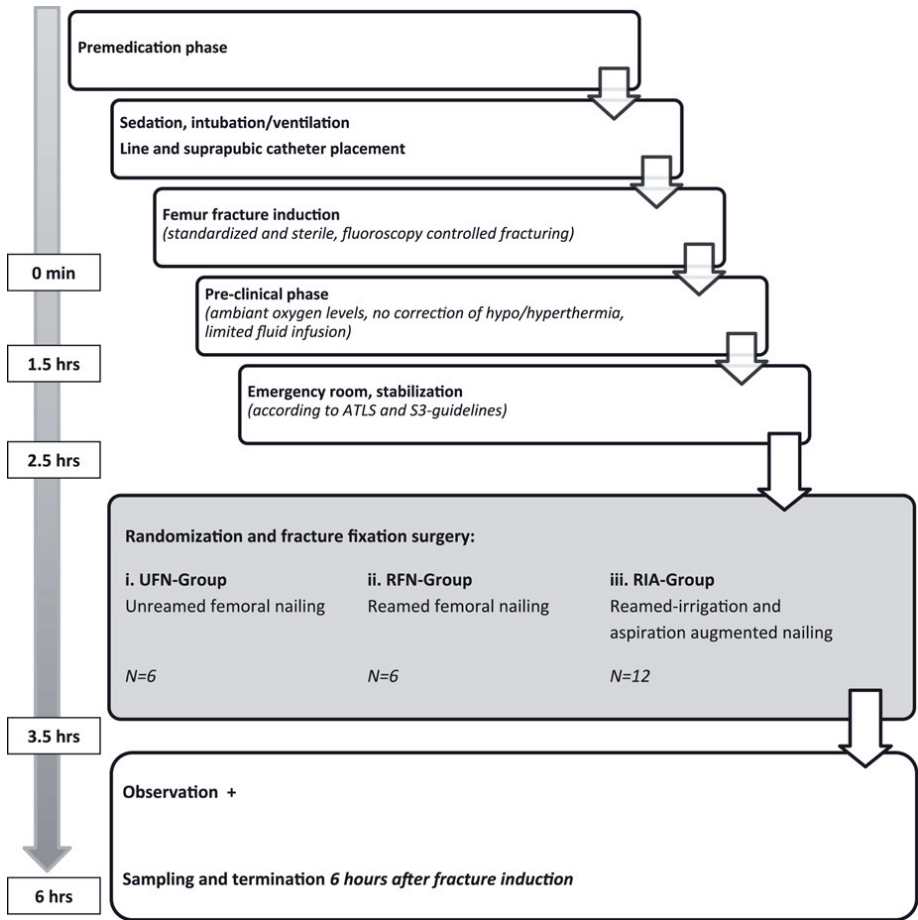 Premedication phase
Sedation, intubation/ventilation
Line and suprapubic catheter placement
Femur fracture induction
(standardized and sterile, fluoroscopy controlled fracturing)
0 min
Pre-clinical phase
(ambiant oxygen levels, no correction of hypo/hyperthermia,
limited fluid infusion)
1.5 hrs
Emergency room, stabilization
(according to ATLS and S3-guidelines)
2.5 hrs
Randomization and fracture fixation surgery:
i. UFN-Group
Unreamed femoral nailing
N=6
ii. RFN-Group
Reamed femoral nailing
N=6
iii. RIA-Group
Reamed-irrigation and
aspiration augmented nailing
N=12
3.5 hrs
Observation +
Sampling and termination 6 hours after fracture induction
6 hrs